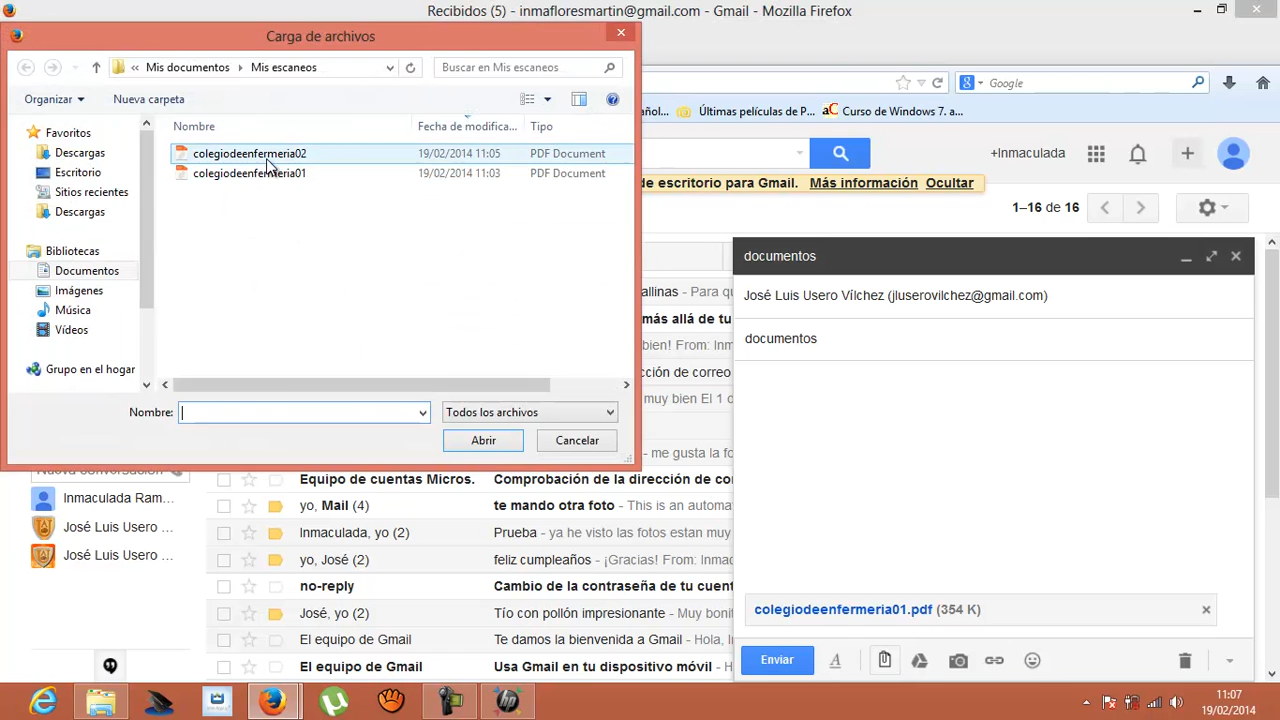 Recibidos (5) - inmafloresmartin@gmail.com - Gmail - Mozilla Firefox
Carga de archivos
« Mis documentos Mis escaneos
Buscar en Mis escaneos
Organizar
Nueva carpeta
Favoritos
Descargas
Escritorio
Sitios recientes
Descargas
Bibliotecas
Documentos
Imágenes
Música
Vídeos
Grupo en el hogar
Nombre
Fecha de modifica...
Tipo
colegiodeenfermeria02
19/02/2014 11:05
PDF Document
colegiodeenfermeria01
19/02/2014 11:03
PDF Document
Nombre:
Todos los archivos
Abrir
Cancelar
Google
Últimas películas de P...
Curso de Windows 7. a...
+Inmaculada
de escritorio para Gmail. Más información Ocultar
1–16 de 16
más allá de tu
bien! From: Inm
cción de correo
muy bien El 1 d
me gusta la fo
Equipo de cuentas Micros.
Comprobación de la dirección de cor
yo, Mail (4)
te mando otra foto - This is an automa
Inmaculada, yo (2)
Prueba - ya he visto las fotos estan muy
yo, José (2)
feliz cumpleaños - ¡Gracias! From: Inma
no-reply
Cambio de la contraseña de tu cuent
José, yo (2)
Tío con pollón impresionante - Muy bonit
El equipo de Gmail
Te damos la bienvenida a Gmail - Hola, I
El equipo de Gmail
Usa Gmail en tu dispositivo móvil -
Inmaculada Ram...
José Luis Usero ...
José Luis Usero ...
documentos
José Luis Usero Vílchez (jluserovilchez@gmail.com)
documentos
colegiodeenfermeria01.pdf (354 K)
Enviar
11:07
19/02/2014